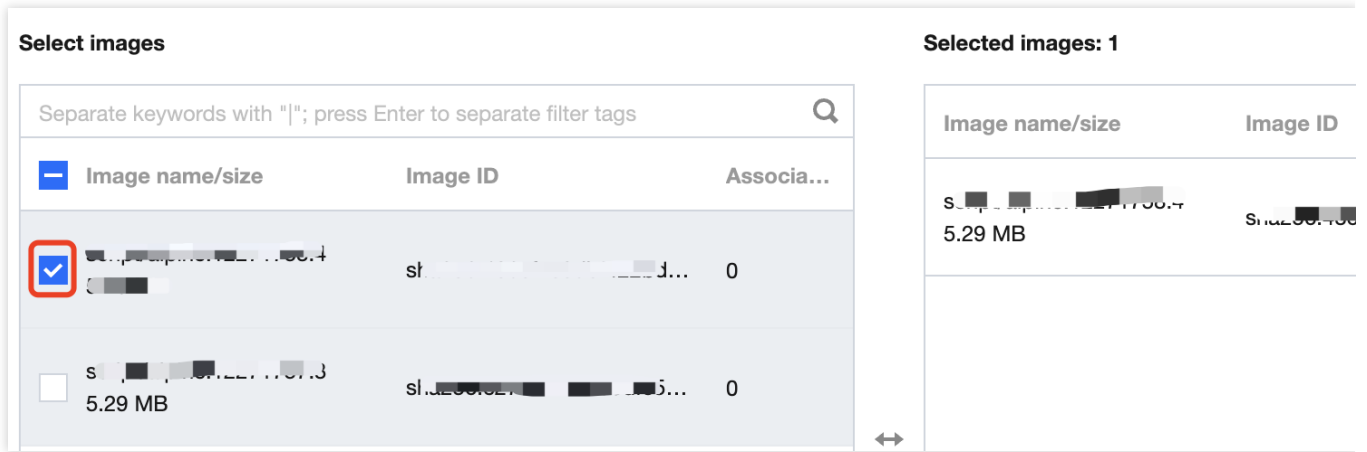 Select images
Separate keywords with "|"; press Enter to separate filter tags
Image name/size Image ID Associa...
0
5.29 MB
0
Selected images: 1
Image name/size Image ID
5.29 MB